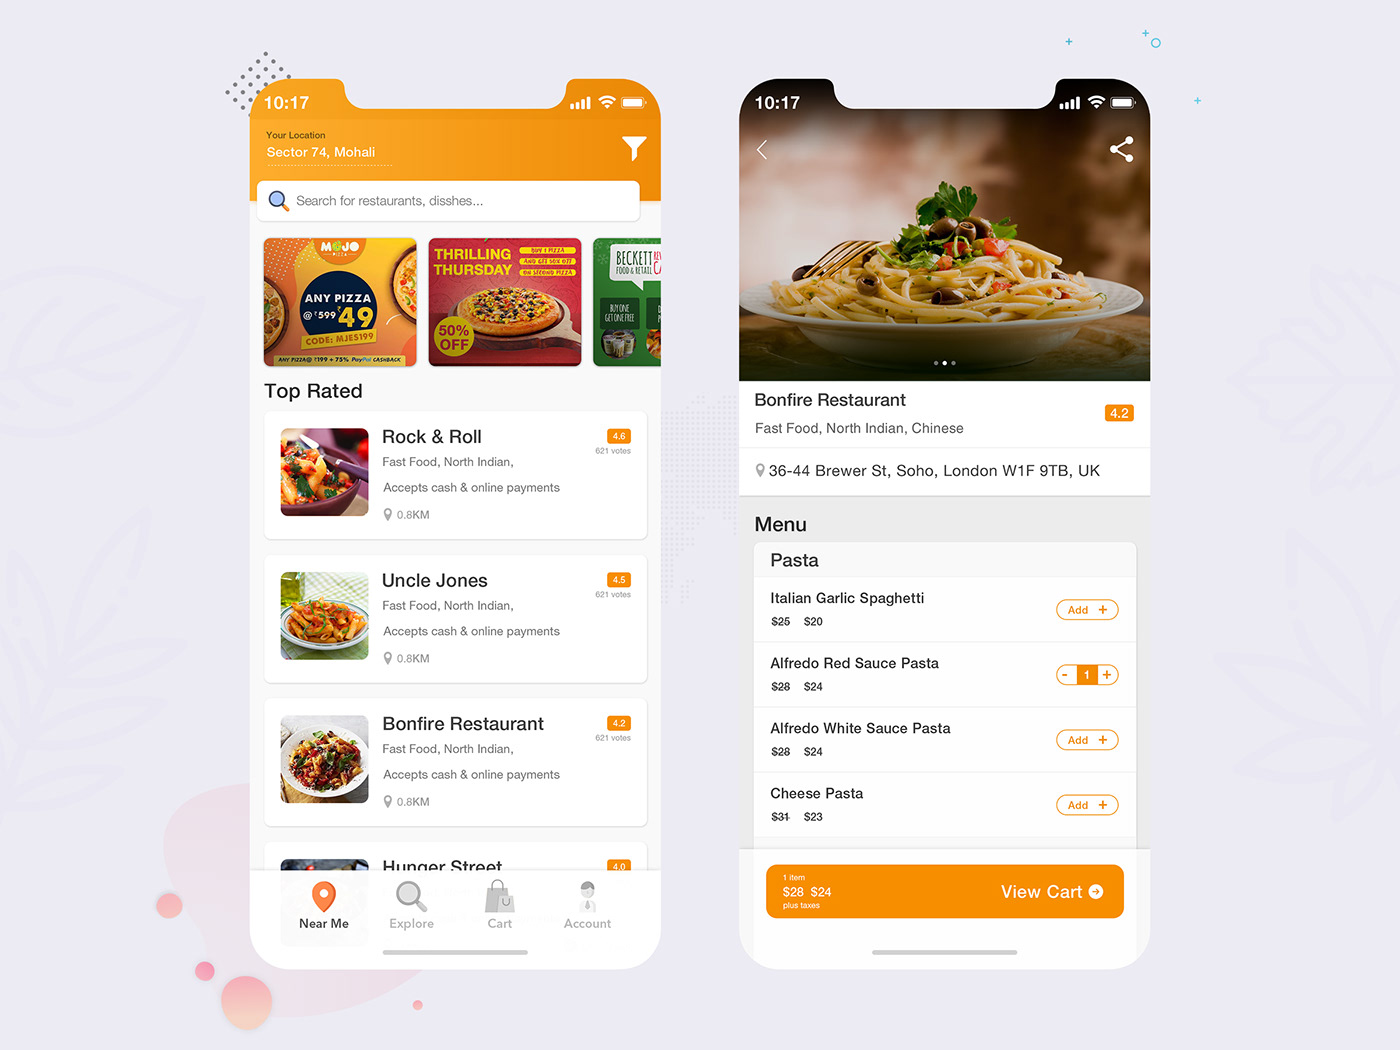 10:17
Your Location
Sector 74, Mohali
Search for restaurants, disshes...
MOJO
PIZZA
ANY PIZZA
@ ₹599 ₹49
CODE: MJES199
ANY PIZZA@ ₹199 + 75% PayPal CASHBACK
THRILLING
THURSDAY
BUY 1 PIZZA
AND GET 50% OFF
ON SECOND PIZZA
50%
OFF
BECKETT
FOOD & RETAIL
BUY ONE
GET ONE FREE
Top Rated
Rock & Roll
4.6
621 votes
Fast Food, North Indian,
Accepts cash & online payments
0.8KM
Uncle Jones
4.5
621 votes
Fast Food, North Indian,
Accepts cash & online payments
0.8KM
Bonfire Restaurant
4.2
621 votes
Fast Food, North Indian,
Accepts cash & online payments
0.8KM
Hunger Street
4.0
Near Me
Explore
Cart
Account
10:17
Bonfire Restaurant
4.2
Fast Food, North Indian, Chinese
36-44 Brewer St, Soho, London W1F 9TB, UK
Menu
Pasta
Italian Garlic Spaghetti
$25 $20
Add +
Alfredo Red Sauce Pasta
$28 $24
- 1 +
Alfredo White Sauce Pasta
$28 $24
Add +
Cheese Pasta
$31 $23
Add +
1 item
$28 $24
plus taxes
View Cart